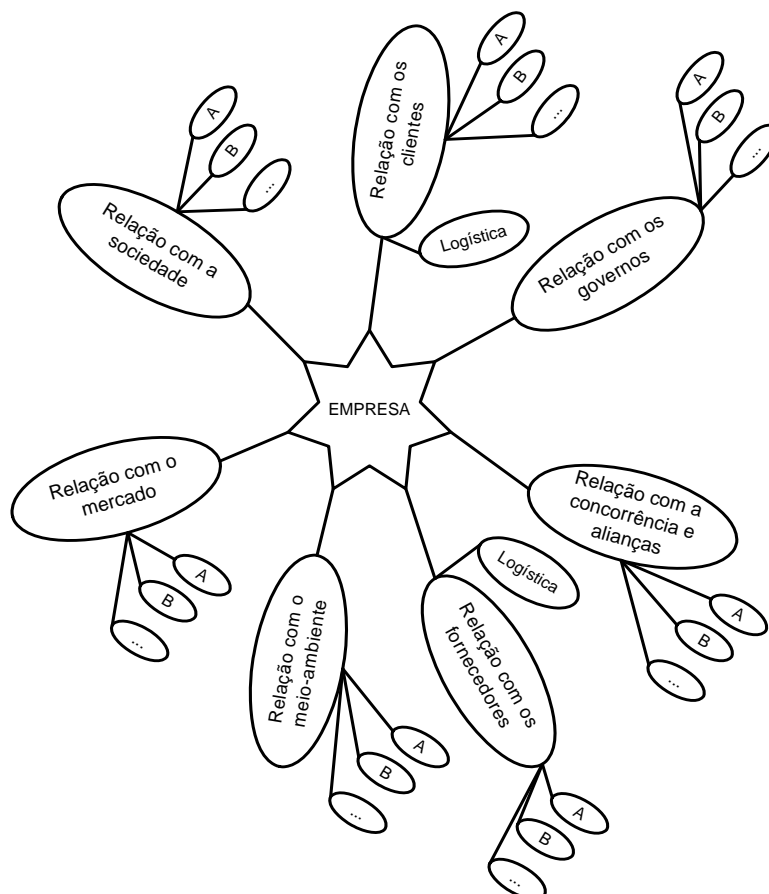 A
B
...
Relação com os
clientes
Logística
A
B
...
Relação com a
sociedade
A
B
...
Relação com os
governos
EMPRESA
Relação com o
mercado
A
B
...
Relação com a
concorrência e
alianças
A
B
...
Logística
Relação com os
fornecedores
A
B
...
Relação com o
meio-ambiente
A
B
...